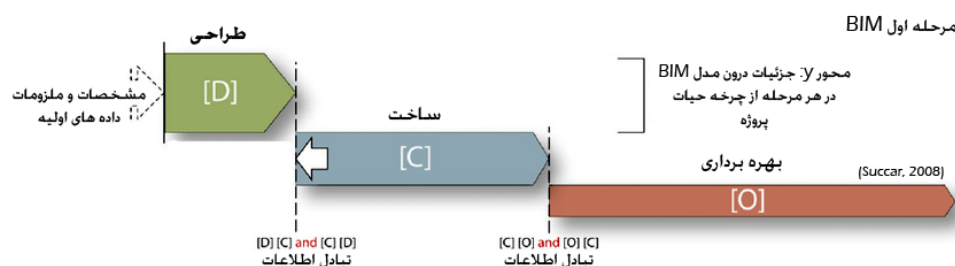 مرحله اول BIM
طراحی
[D]
مشخصات و ملزومات
داده های اولیه
محور y: جزئیات درون مدل BIM
در هر مرحله از چرخه حیات
پروژه
ساخت
[C]
بهره برداری
(Succar, 2008)
[O]
[D] [C] and [C] [D]
تبادل اطلاعات
[C] [O] and [O] [C]
تبادل اطلاعات